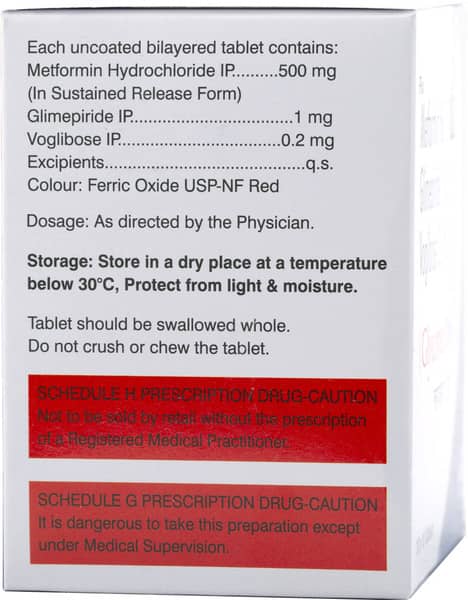 Each uncoated bilayered tablet contains:
Metformin Hydrochloride IP..........500 mg
(In Sustained Release Form)
Glimepiride IP.............................1 mg
Voglibose IP.............................0.2 mg
Excipients....................................q.s.
Colour: Ferric Oxide USP-NF Red
Dosage: As directed by the Physician.
Storage: Store in a dry place at a temperature
below 30°C, Protect from light & moisture.
Tablet should be swallowed whole.
Do not crush or chew the tablet.
SCHEDULE H PRESCRIPTION DRUG-CAUTION
Not to be sold by retail without the prescription
of a Registered Medical Practitioner.
SCHEDULE G PRESCRIPTION DRUG-CAUTION
It is dangerous to take this preparation except
under Medical Supervision.